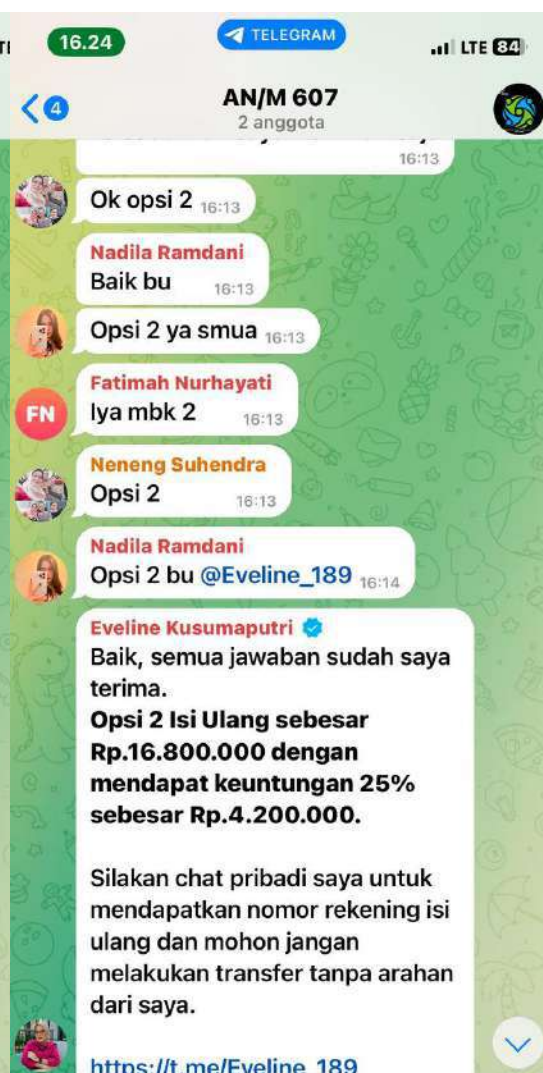 16.24
TELEGRAM
LTE 84
4
AN/M 607
2 anggota
16:13
Ok opsi 2 16:13
Nadila Ramdani
Baik bu 16:13
Opsi 2 ya smua 16:13
FN
Fatimah Nurhayati
Iya mbk 2 16:13
Neneng Suhendra
Opsi 2 16:13
Nadila Ramdani
Opsi 2 bu @Eveline_189 16:14
Eveline Kusumaputri
Baik, semua jawaban sudah saya
terima.
Opsi 2 Isi Ulang sebesar
Rp.16.800.000 dengan
mendapat keuntungan 25%
sebesar Rp.4.200.000.
Silakan chat pribadi saya untuk
mendapatkan nomor rekening isi
ulang dan mohon jangan
melakukan transfer tanpa arahan
dari saya.
https://t.me/Eveline_189